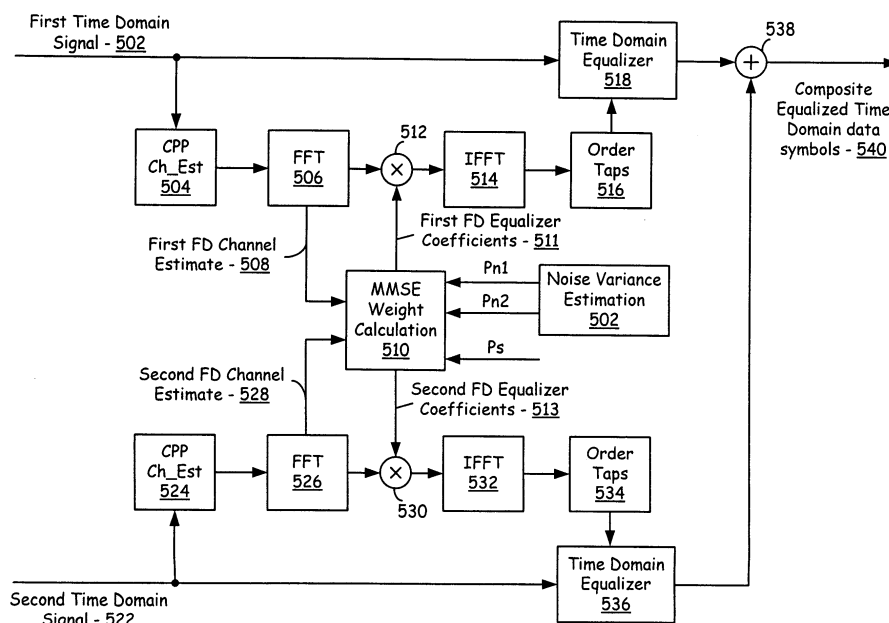 First Time Domain
Signal - 502
Time Domain
Equalizer
518
+
538
Composite
Equalized Time
Domain data
symbols - 540
CPP
Ch_Est
504
FFT
506
512
×
IFFT
514
Order
Taps
516
First FD Channel
Estimate - 508
First FD Equalizer
Coefficients - 511
MMSE
Weight
Calculation
510
Pn1
Pn2
Ps
Noise Variance
Estimation
502
Second FD Channel
Estimate - 528
Second FD Equalizer
Coefficients - 513
CPP
Ch_Est
524
FFT
526
×
530
IFFT
532
Order
Taps
534
Time Domain
Equalizer
536
Second Time Domain
Signal - 522